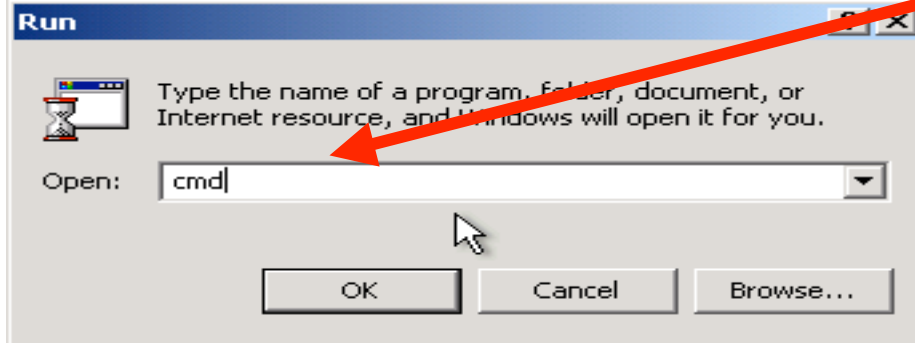 Run
Type the name of a program, folder, document, or
Internet resource, and Windows will open it for you.
Open: cmd
OK Cancel Browse...